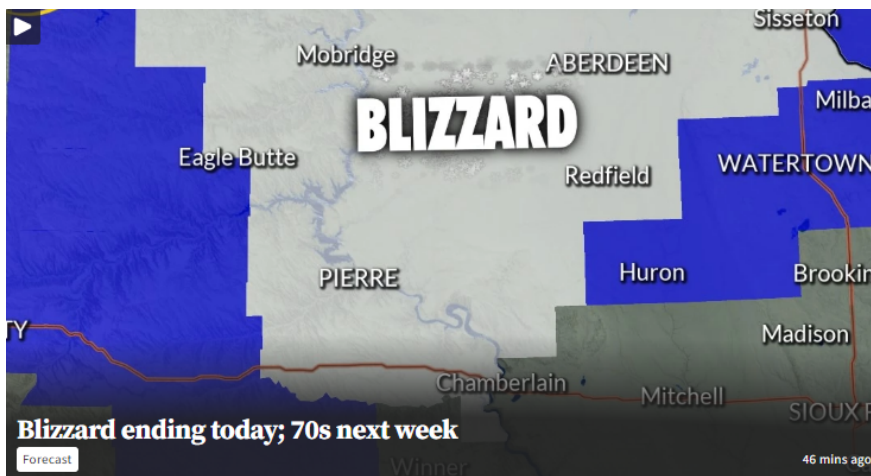 Sisseton
Mobridge
ABERDEEN
BLIZZARD
Milba
Eagle Butte
Redfield
WATERTOWN
PIERRE
Huron
Brookin
TY
Madison
Chamberlain
Mitchell
SIOUX F
Blizzard ending today; 70s next week
Forecast
46 mins ago
Winner